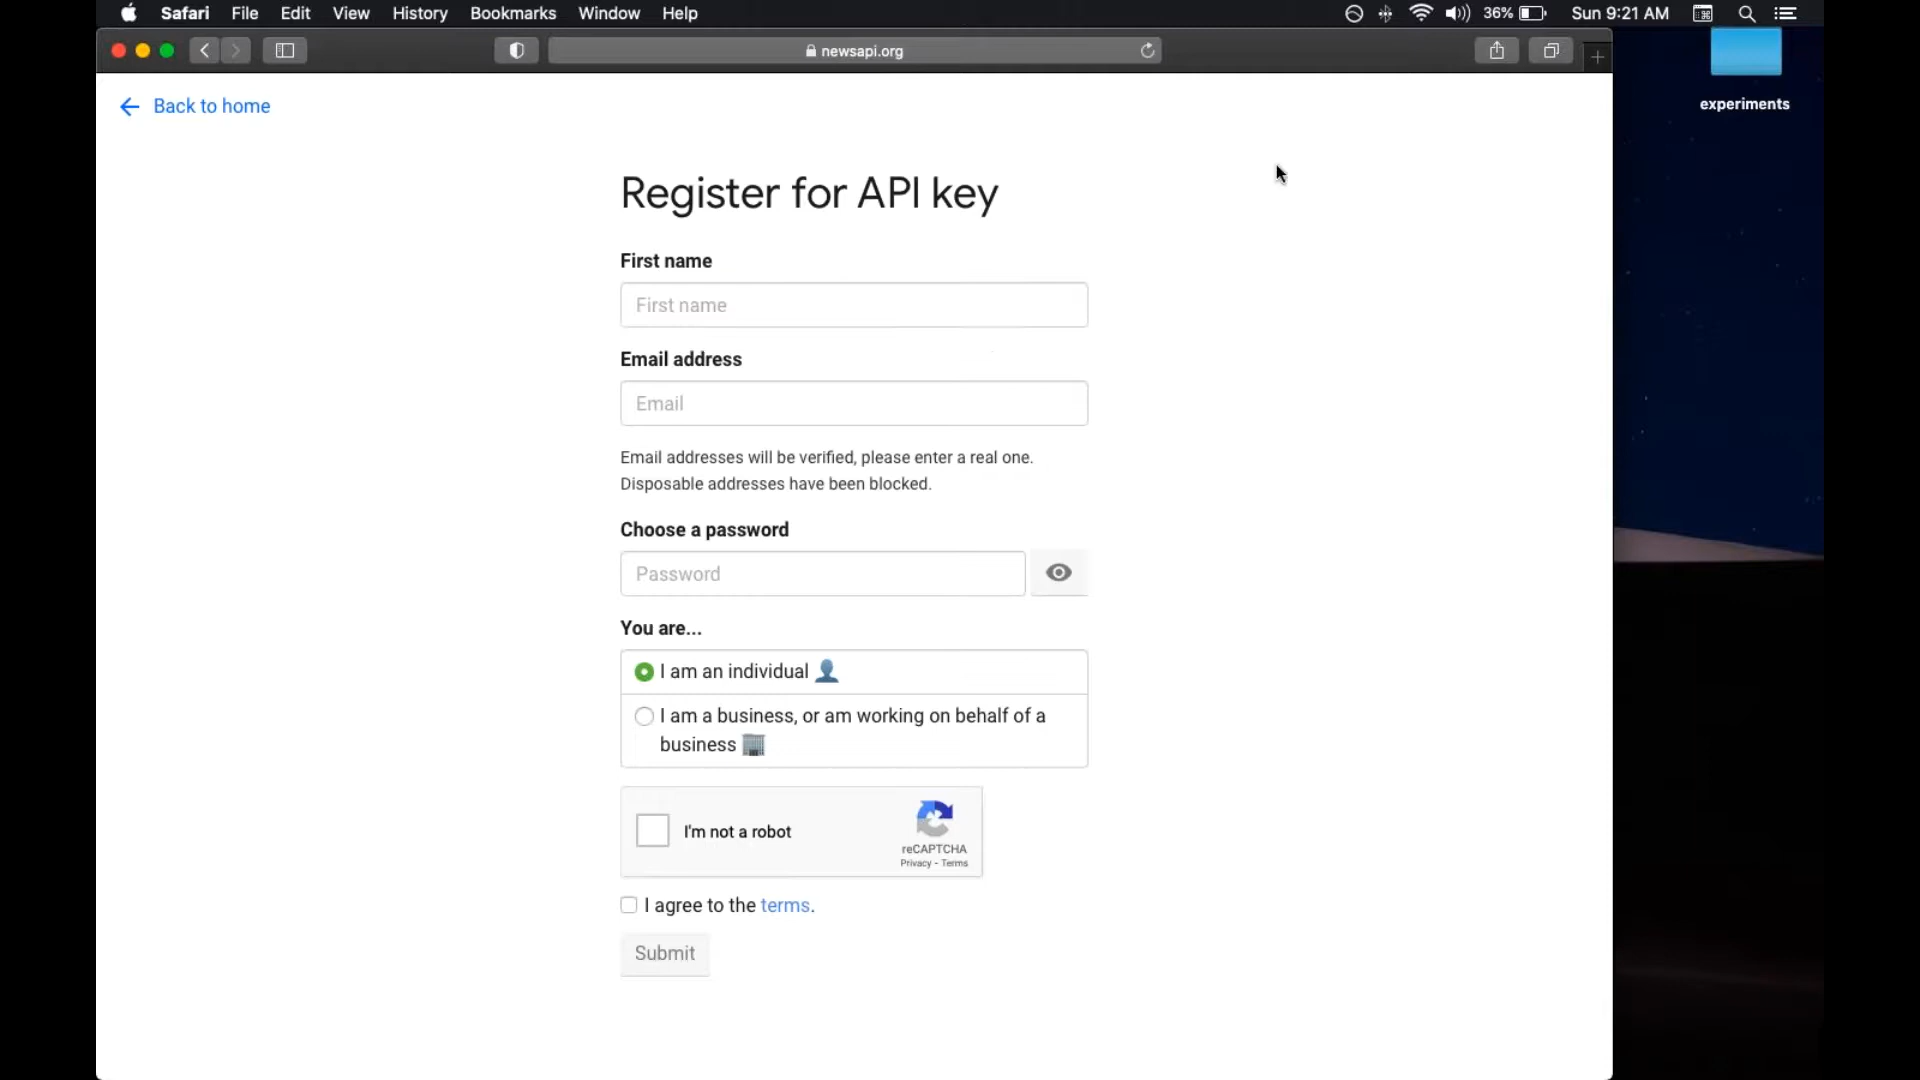 Safari File Edit View History Bookmarks Window Help 36% Sun 9:21 AM
newsapi.org
experiments
Back to home
Register for API key
First name
First name
Email address
Email
Email addresses will be verified, please enter a real one.
Disposable addresses have been blocked.
Choose a password
Password
You are...
I am an individual
I am a business, or am working on behalf of a
business
I'm not a robot
reCAPTCHA
Privacy - Terms
I agree to the terms.
Submit